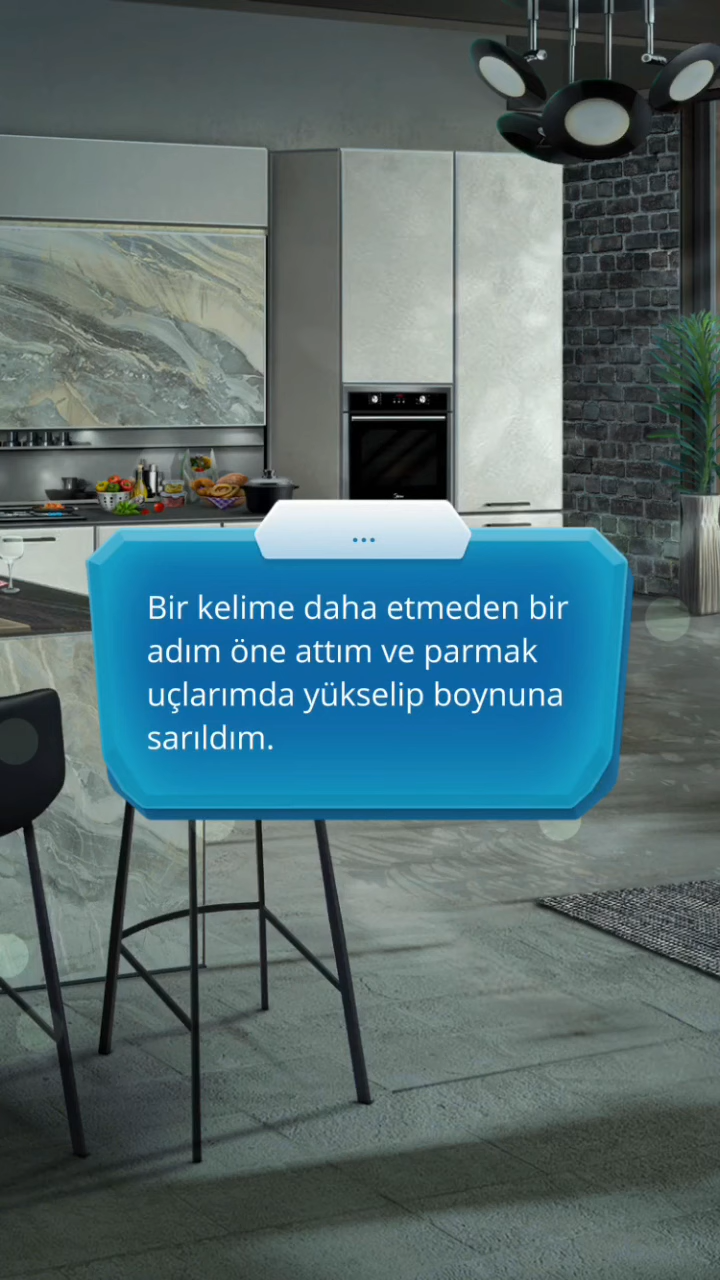 ...
Bir kelime daha etmeden bir
adım öne attım ve parmak
uçlarımda yükselip boynuna
sarıldım.